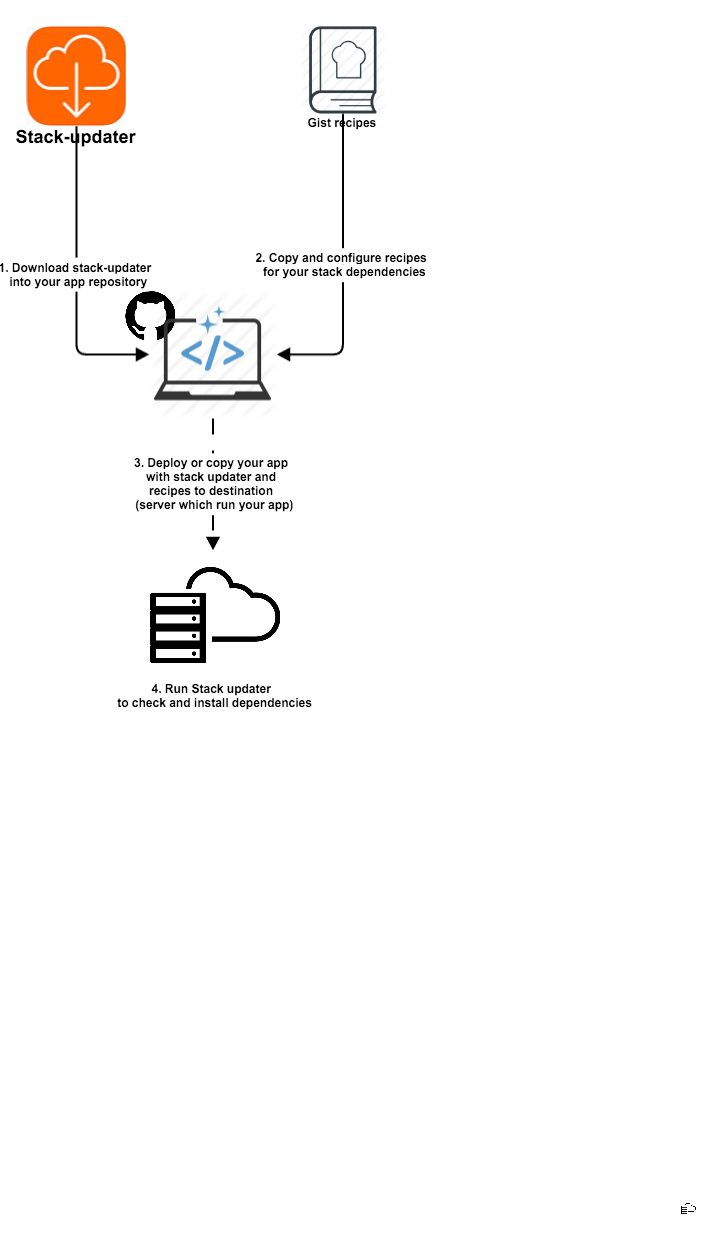 Stack-updater
Gist recipes
1. Download stack-updater
into your app repository
2. Copy and configure recipes
for your stack dependencies
</>
3. Deploy or copy your app
with stack updater and
recipes to destination
(server which run your app)
4. Run Stack updater
to check and install dependencies